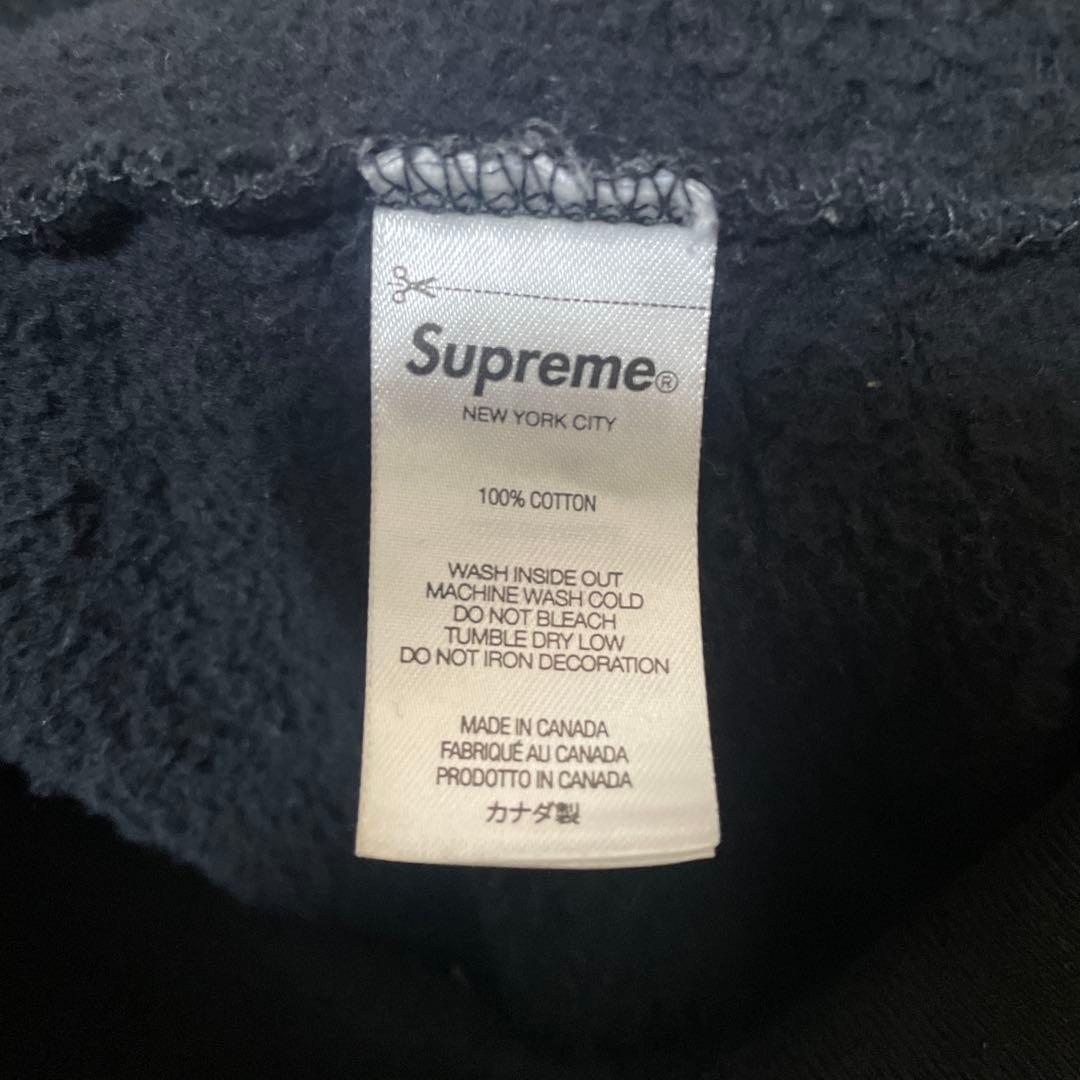 Supreme®
NEW YORK CITY
100% COTTON
WASH INSIDE OUT
MACHINE WASH COLD
DO NOT BLEACH
TUMBLE DRY LOW
DO NOT IRON DECORATION
MADE IN CANADA
FABRIQUÉ AU CANADA
PRODOTTO IN CANADA
カナダ製